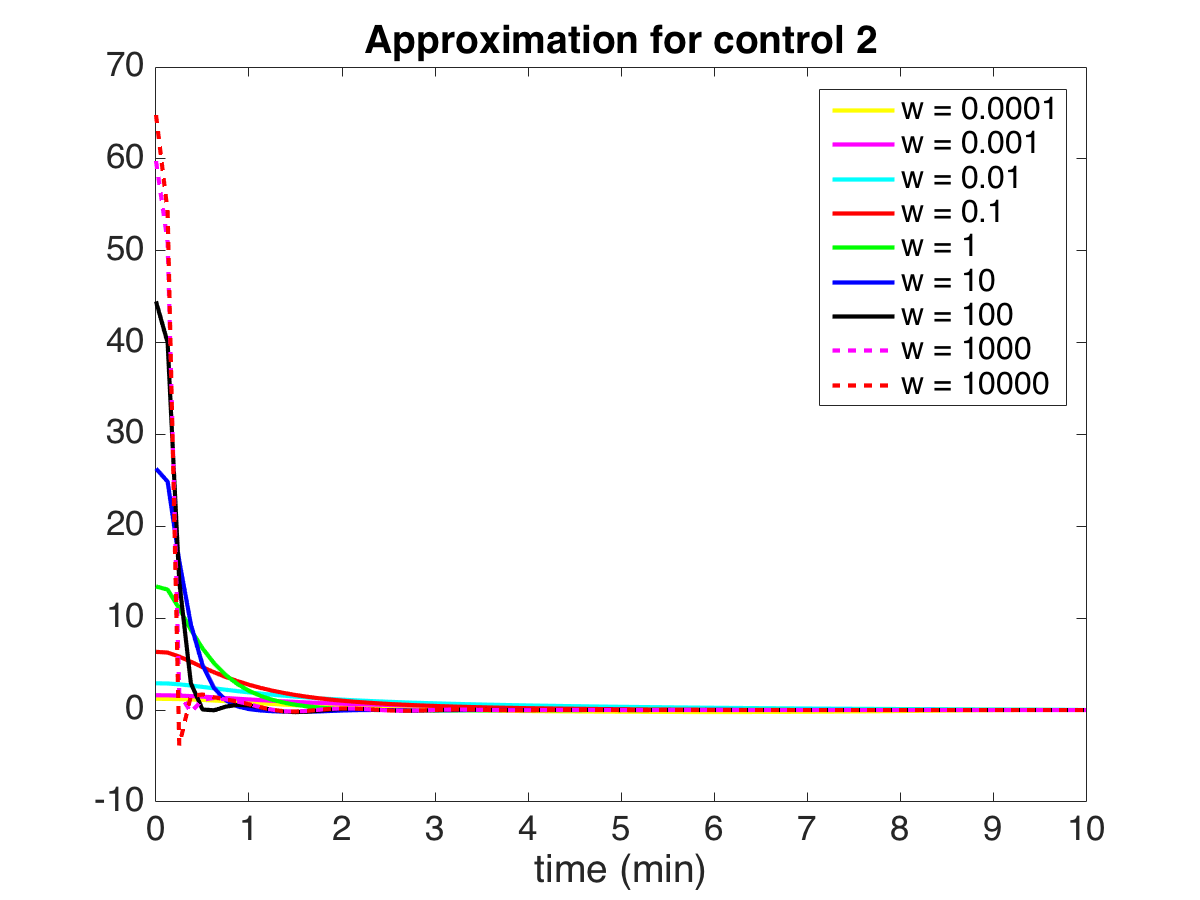 Approximation for control 2
70
60
50
40
30
20
10
0
-10
w = 0.0001
w = 0.001
w = 0.01
w = 0.1
w = 1
w = 10
w = 100
w = 1000
w = 10000
0 1 2 3 4 5 6 7 8 9 10
time (min)